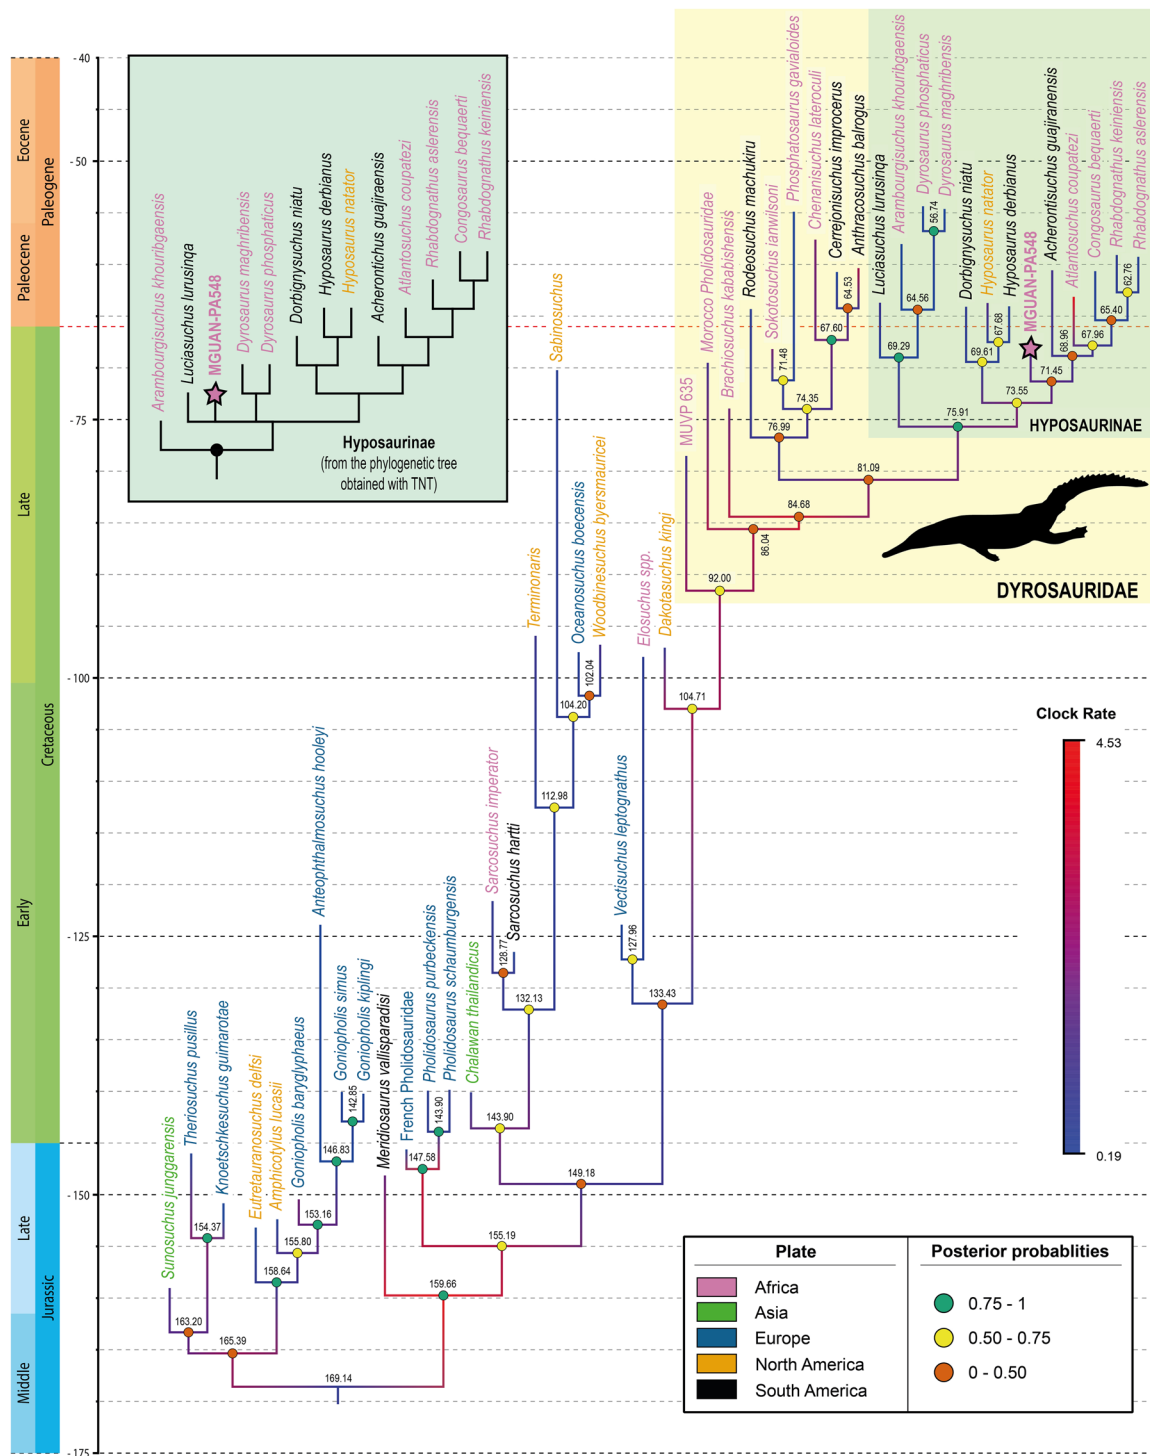 -40
-50
-75
-100
-125
-150
-175
Eocene
Paleocene
Paleogene
Late
Early
Cretaceous
Late
Middle
Jurassic
Arambourgisuchus khouribgaensis
Luciasuchus lurusinqa
MGUAN-PA548
Dyrosaurus maghribensis
Dyrosaurus phosphaticus
Dorbignysuchus niatu
Hyposaurus derbianus
Hyposaurus natator
Acherontichus guajiraensis
Atlantosuchus coupatezi
Rhabdognathus aslerensis
Congosaurus bequaerti
Rhabdognathus keiniensis
Hyposaurinae
(from the phylogenetic tree
obtained with TNT)
Sunosuchus junggarensis
Theriosuchus pusillus
Knoetschkesuchus guimarotae
Eutretauranosuchus delfsi
Amphicotylus lucasii
Goniopholis baryglyphaeus
Anteophthalmosuchus hooleyi
Goniopholis simus
Goniopholis kiplingi
Meridiosaurus vallisparadisi
French Pholidosauridae
Pholidosaurus purbeckensis
Pholidosaurus schaumburgensis
Chalawan thailandicus
Sarcosuchus imperator
Sarcosuchus hartti
Terminonaris
Sabinosuchus
Oceanosuchus boecensis
Woodbinesuchus byersmauricei
Vectisuchus leptognathus
Elosuchus spp.
Dakotasuchus kingi
MUVP 635
Morocco Pholidosauridae
Brachiosuchus kababishensis
Rodeosuchus machukiru
Sokotosuchus ianwilsoni
Phosphatosaurus gavialoides
Chenanisuchus lateroculi
Cerrejonisuchus improcerus
Anthracosuchus balrogus
Luciasuchus lurusinqa
Arambourgisuchus khouribgaensis
Dyrosaurus phosphaticus
Dyrosaurus maghribensis
Dorbignysuchus niatu
Hyposaurus natator
Hyposaurus derbianus
MGUAN-PA548
Acherontisuchus guajiranensis
Atlantosuchus coupatezi
Congosaurus bequaerti
Rhabdognathus keiniensis
Rhabdognathus aslerensis
56.74
64.56
69.29
67.68
69.61
62.76
65.40
67.96
68.96
71.45
73.55
75.91
64.53
67.60
71.48
74.35
76.99
81.09
84.68
86.04
92.00
HYPOSAURINAE
DYROSAURIDAE
102.04
104.20
104.71
112.98
127.96
128.77
132.13
133.43
142.85
143.90
143.90
146.83
147.58
149.18
153.16
154.37
155.80
155.19
158.64
159.66
163.20
165.39
169.14
Clock Rate
4.53
0.19
Plate
Africa
Asia
Europe
North America
South America
Posterior probablities
0.75 - 1
0.50 - 0.75
0 - 0.50